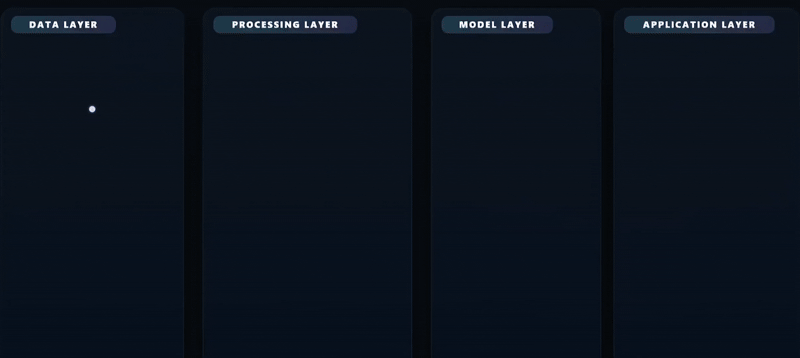 DATA LAYER
PROCESSING LAYER
MODEL LAYER
APPLICATION LAYER